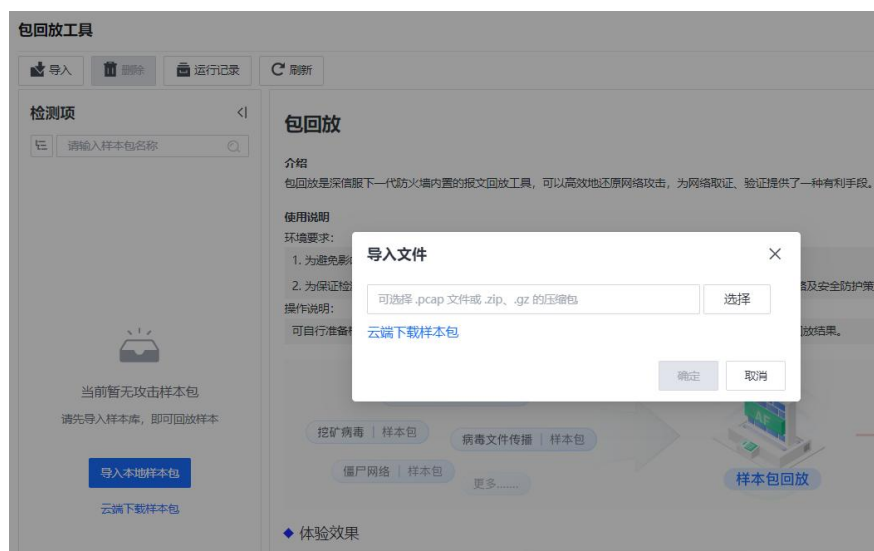 包回放工具
导入 删除 运行记录 刷新
检测项
请输入样本包名称
包回放
介绍
包回放是深信服下一代防火墙内置的报文回放工具，可以高效地还原网络攻击，为网络取证、验证提供了一种有利手段。
使用说明
环境要求：
1. 为避免影
2. 为保证检
及安全防护策
操作说明：
可自行准备
放结果。
导入文件
可选择 .pcap 文件或 .zip、.gz 的压缩包
选择
云端下载样本包
确定 取消
当前暂无攻击样本包
请先导入样本库，即可回放样本
导入本地样本包
云端下载样本包
挖矿病毒 | 样本包
病毒文件传播 | 样本包
僵尸网络 | 样本包
更多......
AF
样本包回放
体验效果